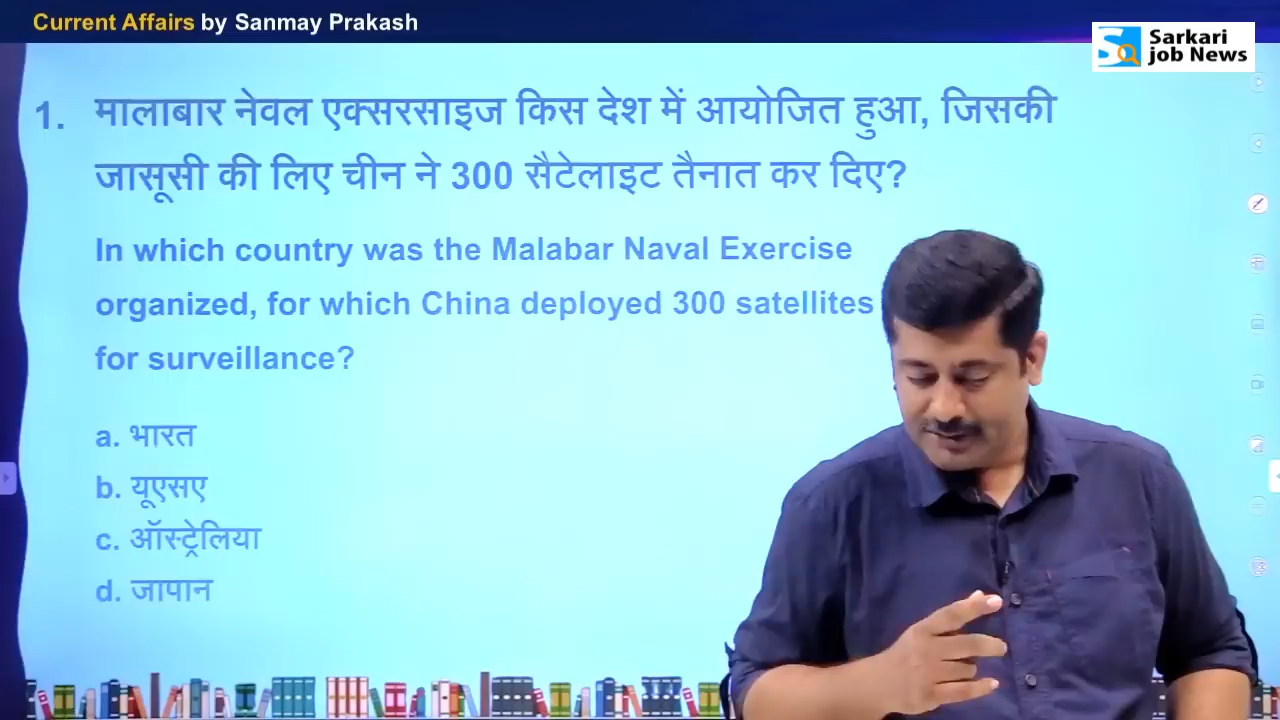 Current Affairs by Sanmay Prakash
Sarkari
Job News
1. मालाबार नेवल एक्सरसाइज किस देश में आयोजित हुआ, जिसकी
जासूसी की लिए चीन ने 300 सैटेलाइट तैनात कर दिए?
In which country was the Malabar Naval Exercise
organized, for which China deployed 300 satellites
for surveillance?
a. भारत
b. यूएसए
c. ऑस्ट्रेलिया
d. जापान